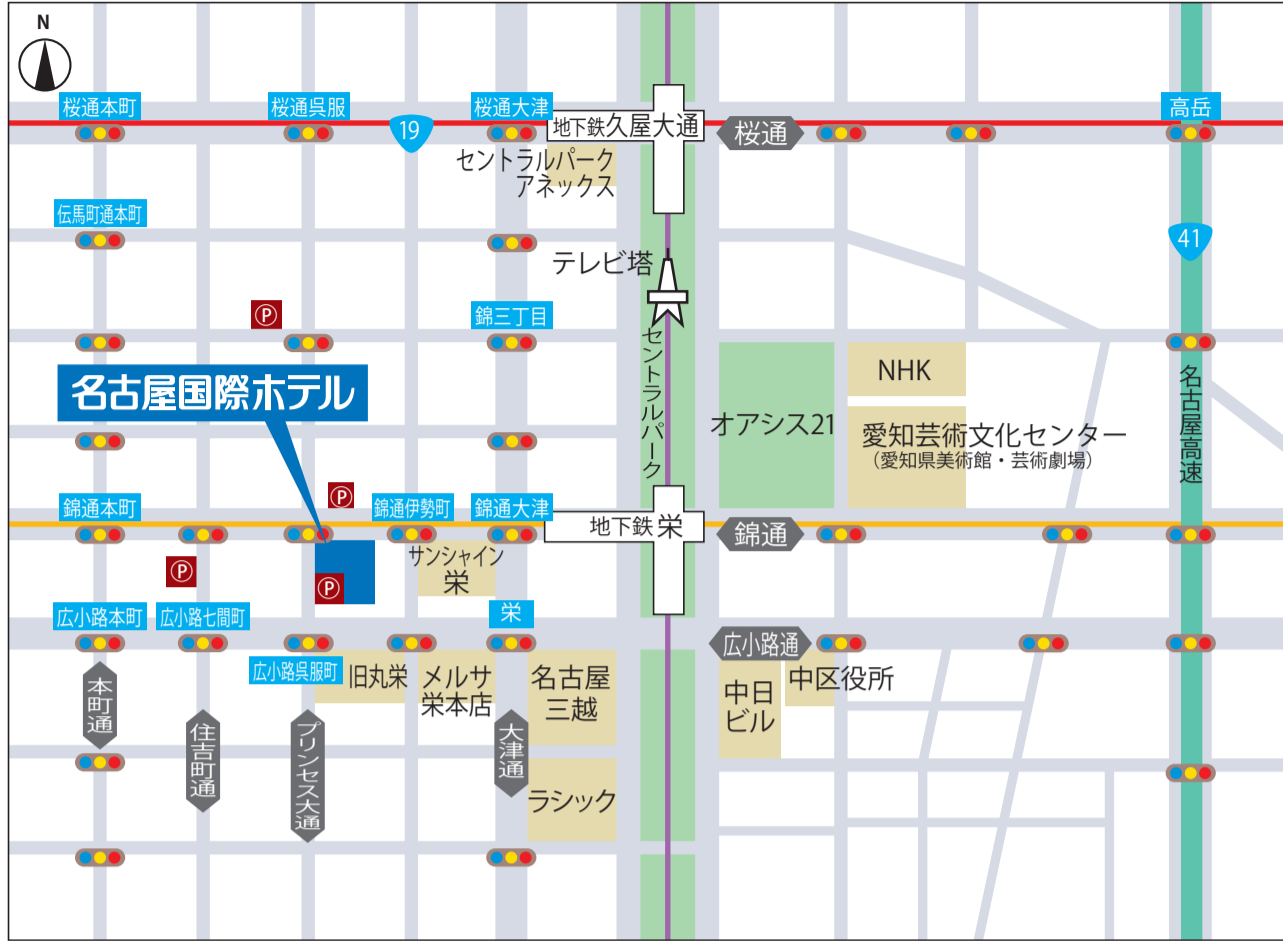 N
桜通本町
桜通呉服
19
桜通大津
地下鉄 久屋大通
桜通
高岳
セントラルパーク
アネックス
伝馬町通本町
テレビ塔
41
P
錦三丁目
セントラルパーク
NHK
名古屋高速
名古屋国際ホテル
オアシス21
愛知芸術文化センター
（愛知県美術館・芸術劇場）
P
錦通本町
錦通伊勢町
錦通大津
地下鉄 栄
錦通
サンシャイン
栄
P
P
広小路本町
広小路七間町
栄
広小路通
広小路呉服町
旧丸栄
メルサ
栄本店
名古屋
三越
中日
ビル
中区役所
本町通
住吉町通
プリンセス大通
大津通
ラシック